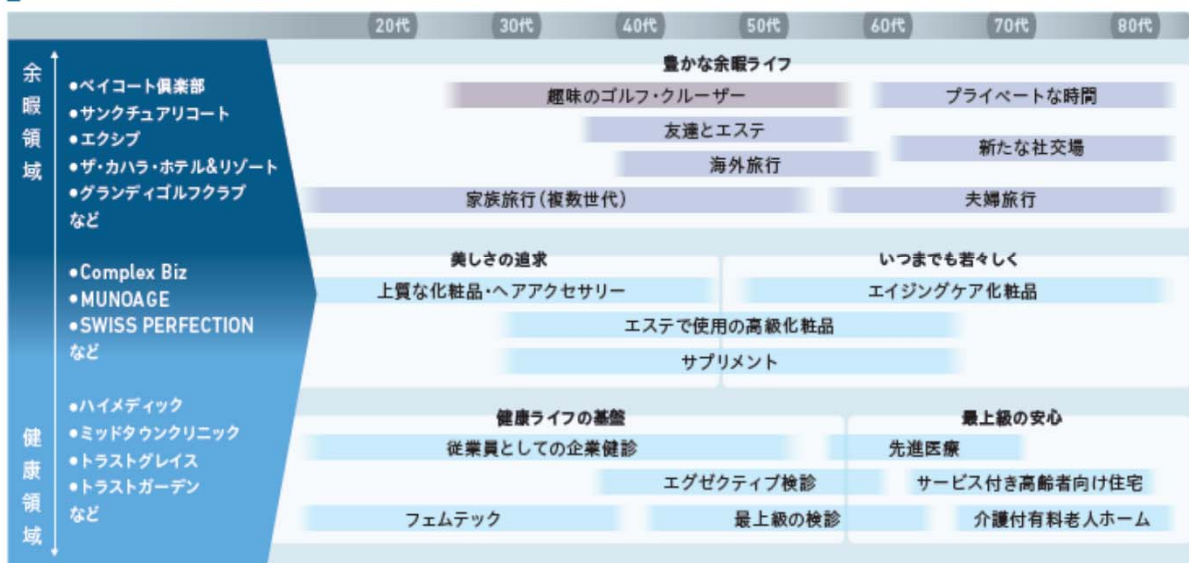 20代 30代 40代 50代 60代 70代 80代
余暇領域
●ベイコート倶楽部
●サンクチュアリコート
●エクシブ
●ザ・カハラ・ホテル&リゾート
●グランディゴルフクラブ
など
豊かな余暇ライフ
趣味のゴルフ・クルーザー プライベートな時間
友達とエステ
新たな社交場
海外旅行
家族旅行(複数世代) 夫婦旅行
●Complex Biz
●MUNOAGE
●SWISS PERFECTION
など
美しさの追求 いつまでも若々しく
上質な化粧品・ヘアアクセサリー エイジングケア化粧品
エステで使用の高級化粧品
サプリメント
健康領域
●ハイメディック
●ミッドタウンクリニック
●トラストグレイス
●トラストガーデン
など
健康ライフの基盤 最上級の安心
従業員としての企業健診 先進医療
エグゼクティブ検診 サービス付き高齢者向け住宅
フェムテック 最上級の検診 介護付有料老人ホーム